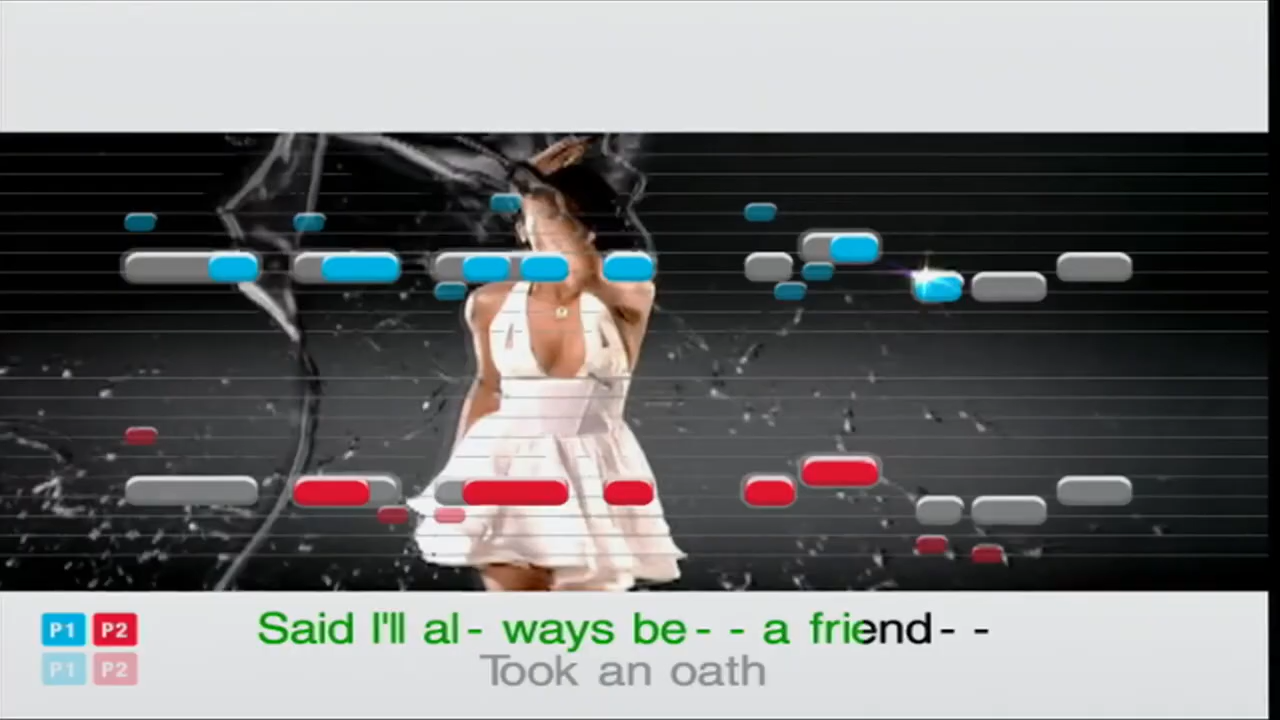 P1 P2 Said I'll al- ways be- - a friend- -
P1 P2 Took an oath